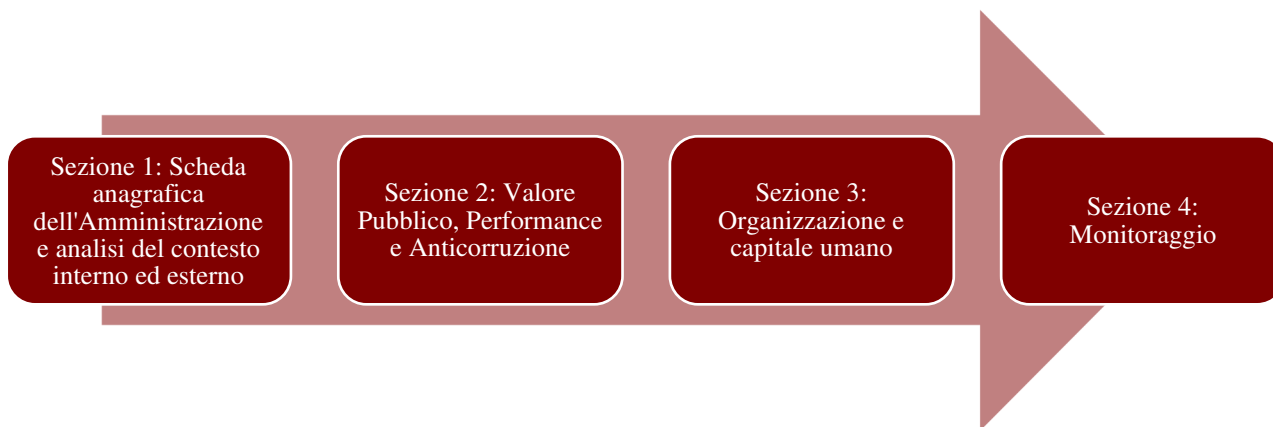 Sezione 1: Scheda
anagrafica
dell'Amministrazione
e analisi del contesto
interno ed esterno
Sezione 2: Valore
Pubblico, Performance
e Anticorruzione
Sezione 3:
Organizzazione e
capitale umano
Sezione 4:
Monitoraggio